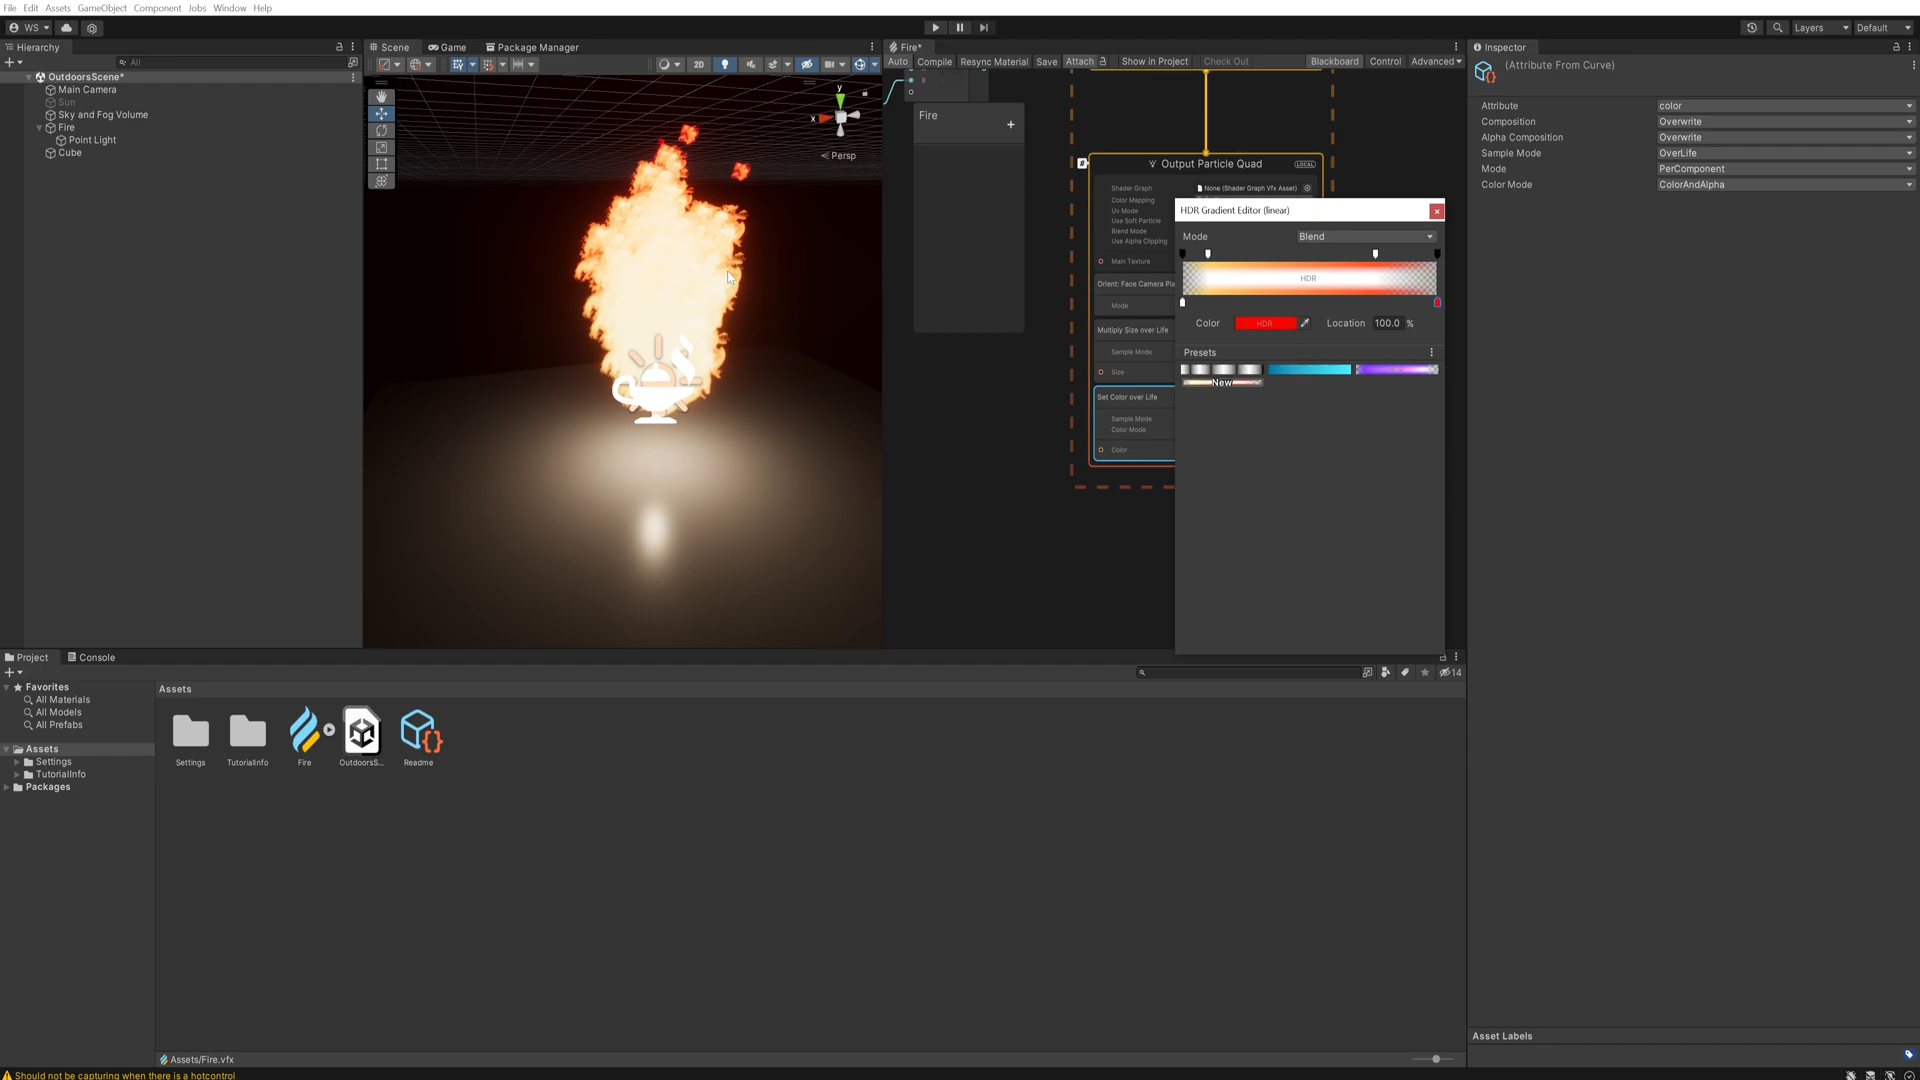 File Edit Assets GameObject Component Jobs Window Help
WS Layers Default
Hierarchy
All
OutdoorsScene*
Main Camera
Sun
Sky and Fog Volume
Fire
Point Light
Cube
Scene Game Package Manager
2D
y
x
Persp
Fire*
Auto Compile Resync Material Save Attach Show in Project Check Out Blackboard Control Advanced
B
Fire
Output Particle Quad LOCAL
Shader Graph None (Shader Graph Vfx Asset)
Color Mapping
Uv Mode
Use Soft Particle
Blend Mode
Use Alpha Clipping
Main Texture
Orient: Face Camera Pla
Mode
Multiply Size over Life
Sample Mode
Size
Set Color over Life
Sample Mode
Color Mode
Color
HDR Gradient Editor (linear)
Mode Blend
HDR
Color HDR Location 100.0 %
Presets
New
Inspector
(Attribute From Curve)
Attribute color
Composition Overwrite
Alpha Composition Overwrite
Sample Mode OverLife
Mode PerComponent
Color Mode ColorAndAlpha
Project Console
14
Favorites
All Materials
All Models
All Prefabs
Assets
Settings
TutorialInfo
Packages
Assets
Settings TutorialInfo Fire OutdoorsS... Readme
Assets/Fire.vfx
Asset Labels
Should not be capturing when there is a hotcontrol